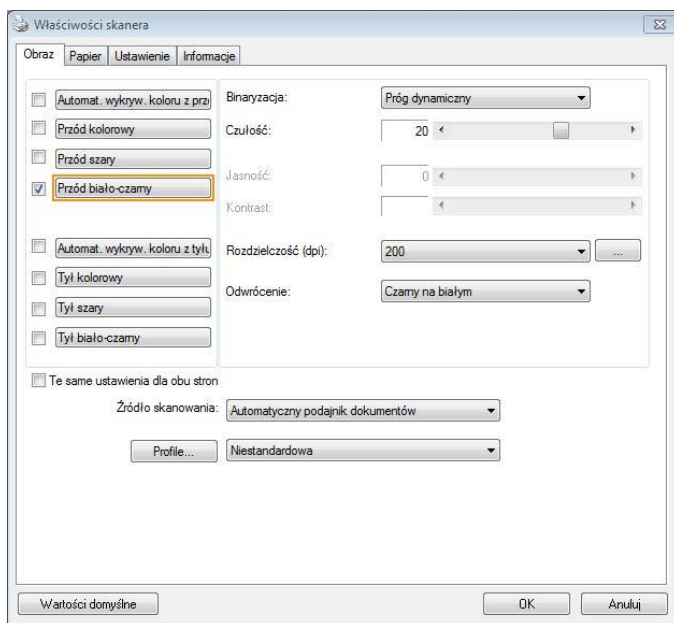 Właściwości skanera
Obraz Papier Ustawienie Informacje
Automat. wykryw. koloru z prz
Przód kolorowy
Przód szary
Przód biało-czarny
Automat. wykryw. koloru z tyłu
Tył kolorowy
Tył szary
Tył biało-czarny
Binaryzacja: Próg dynamiczny
Czułość: 20
Jasność: 0
Kontrast:
Rozdzielczość (dpi): 200 ...
Odwrócenie: Czarny na białym
Te same ustawienia dla obu stron
Źródło skanowania: Automatyczny podajnik dokumentów
Profile... Niestandardowa
Wartości domyślne OK Anuluj